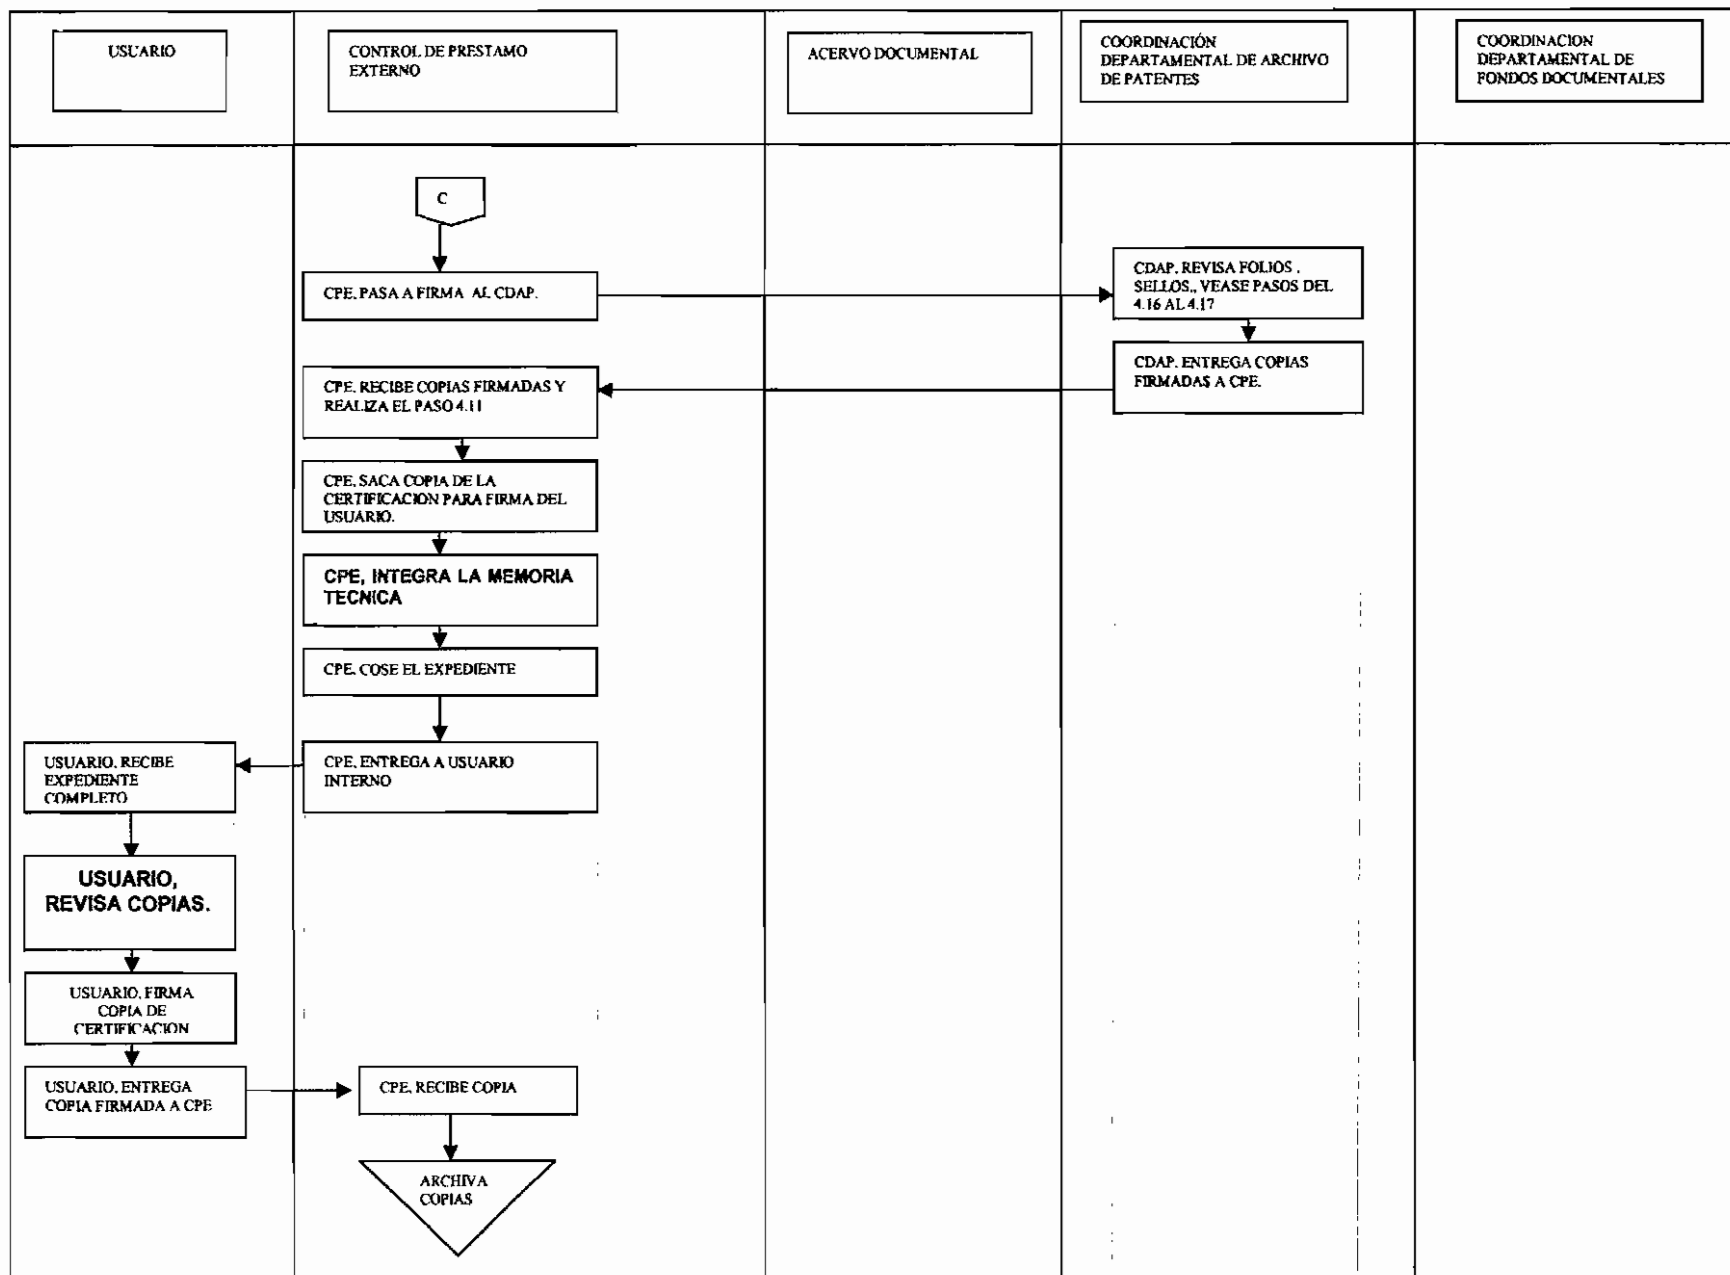 USUARIO
CONTROL DE PRESTAMO
EXTERNO
ACERVO DOCUMENTAL
COORDINACIÓN
DEPARTAMENTAL DE ARCHIVO
DE PATENTES
COORDINACION
DEPARTAMENTAL DE
FONDOS DOCUMENTALES
C
CPE, PASA A FIRMA AL CDAP.
CDAP, REVISA FOLIOS,
SELLOS., VEASE PASOS DEL
4.16 AL 4.17
CDAP, ENTREGA COPIAS
FIRMADAS A CPE.
CPE, RECIBE COPIAS FIRMADAS Y
REALIZA EL PASO 4.11
CPE, SACA COPIA DE LA
CERTIFICACION PARA FIRMA DEL
USUARIO.
CPE, INTEGRA LA MEMORIA
TECNICA
CPE, COSE EL EXPEDIENTE
CPE, ENTREGA A USUARIO
INTERNO
USUARIO, RECIBE
EXPEDIENTE
COMPLETO
USUARIO,
REVISA COPIAS.
USUARIO, FIRMA
COPIA DE
CERTIFICACION
USUARIO, ENTREGA
COPIA FIRMADA A CPE
CPE, RECIBE COPIA
ARCHIVA
COPIAS